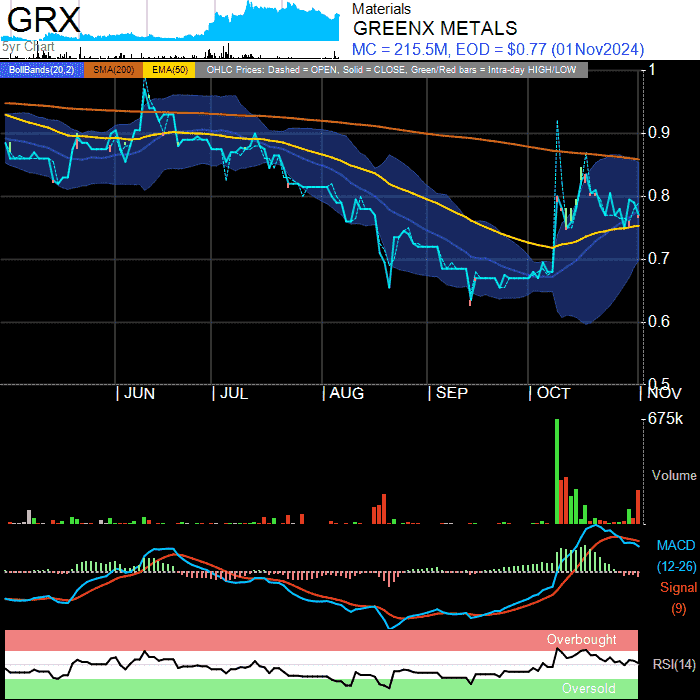 GRX
5yr Chart
Materials
GREENX METALS
MC = 215.5M, EOD = $0.77 (01Nov2024)
BollBands(20,2) SMA(200) EMA(50) OHLC Prices: Dashed = OPEN, Solid = CLOSE, Green/Red bars = Intra-day HIGH/LOW
1
0.9
0.8
0.7
0.6
0.5
JUN JUL AUG SEP OCT NOV
675k
Volume
MACD
(12-26)
Signal
(9)
Overbought
RSI(14)
Oversold